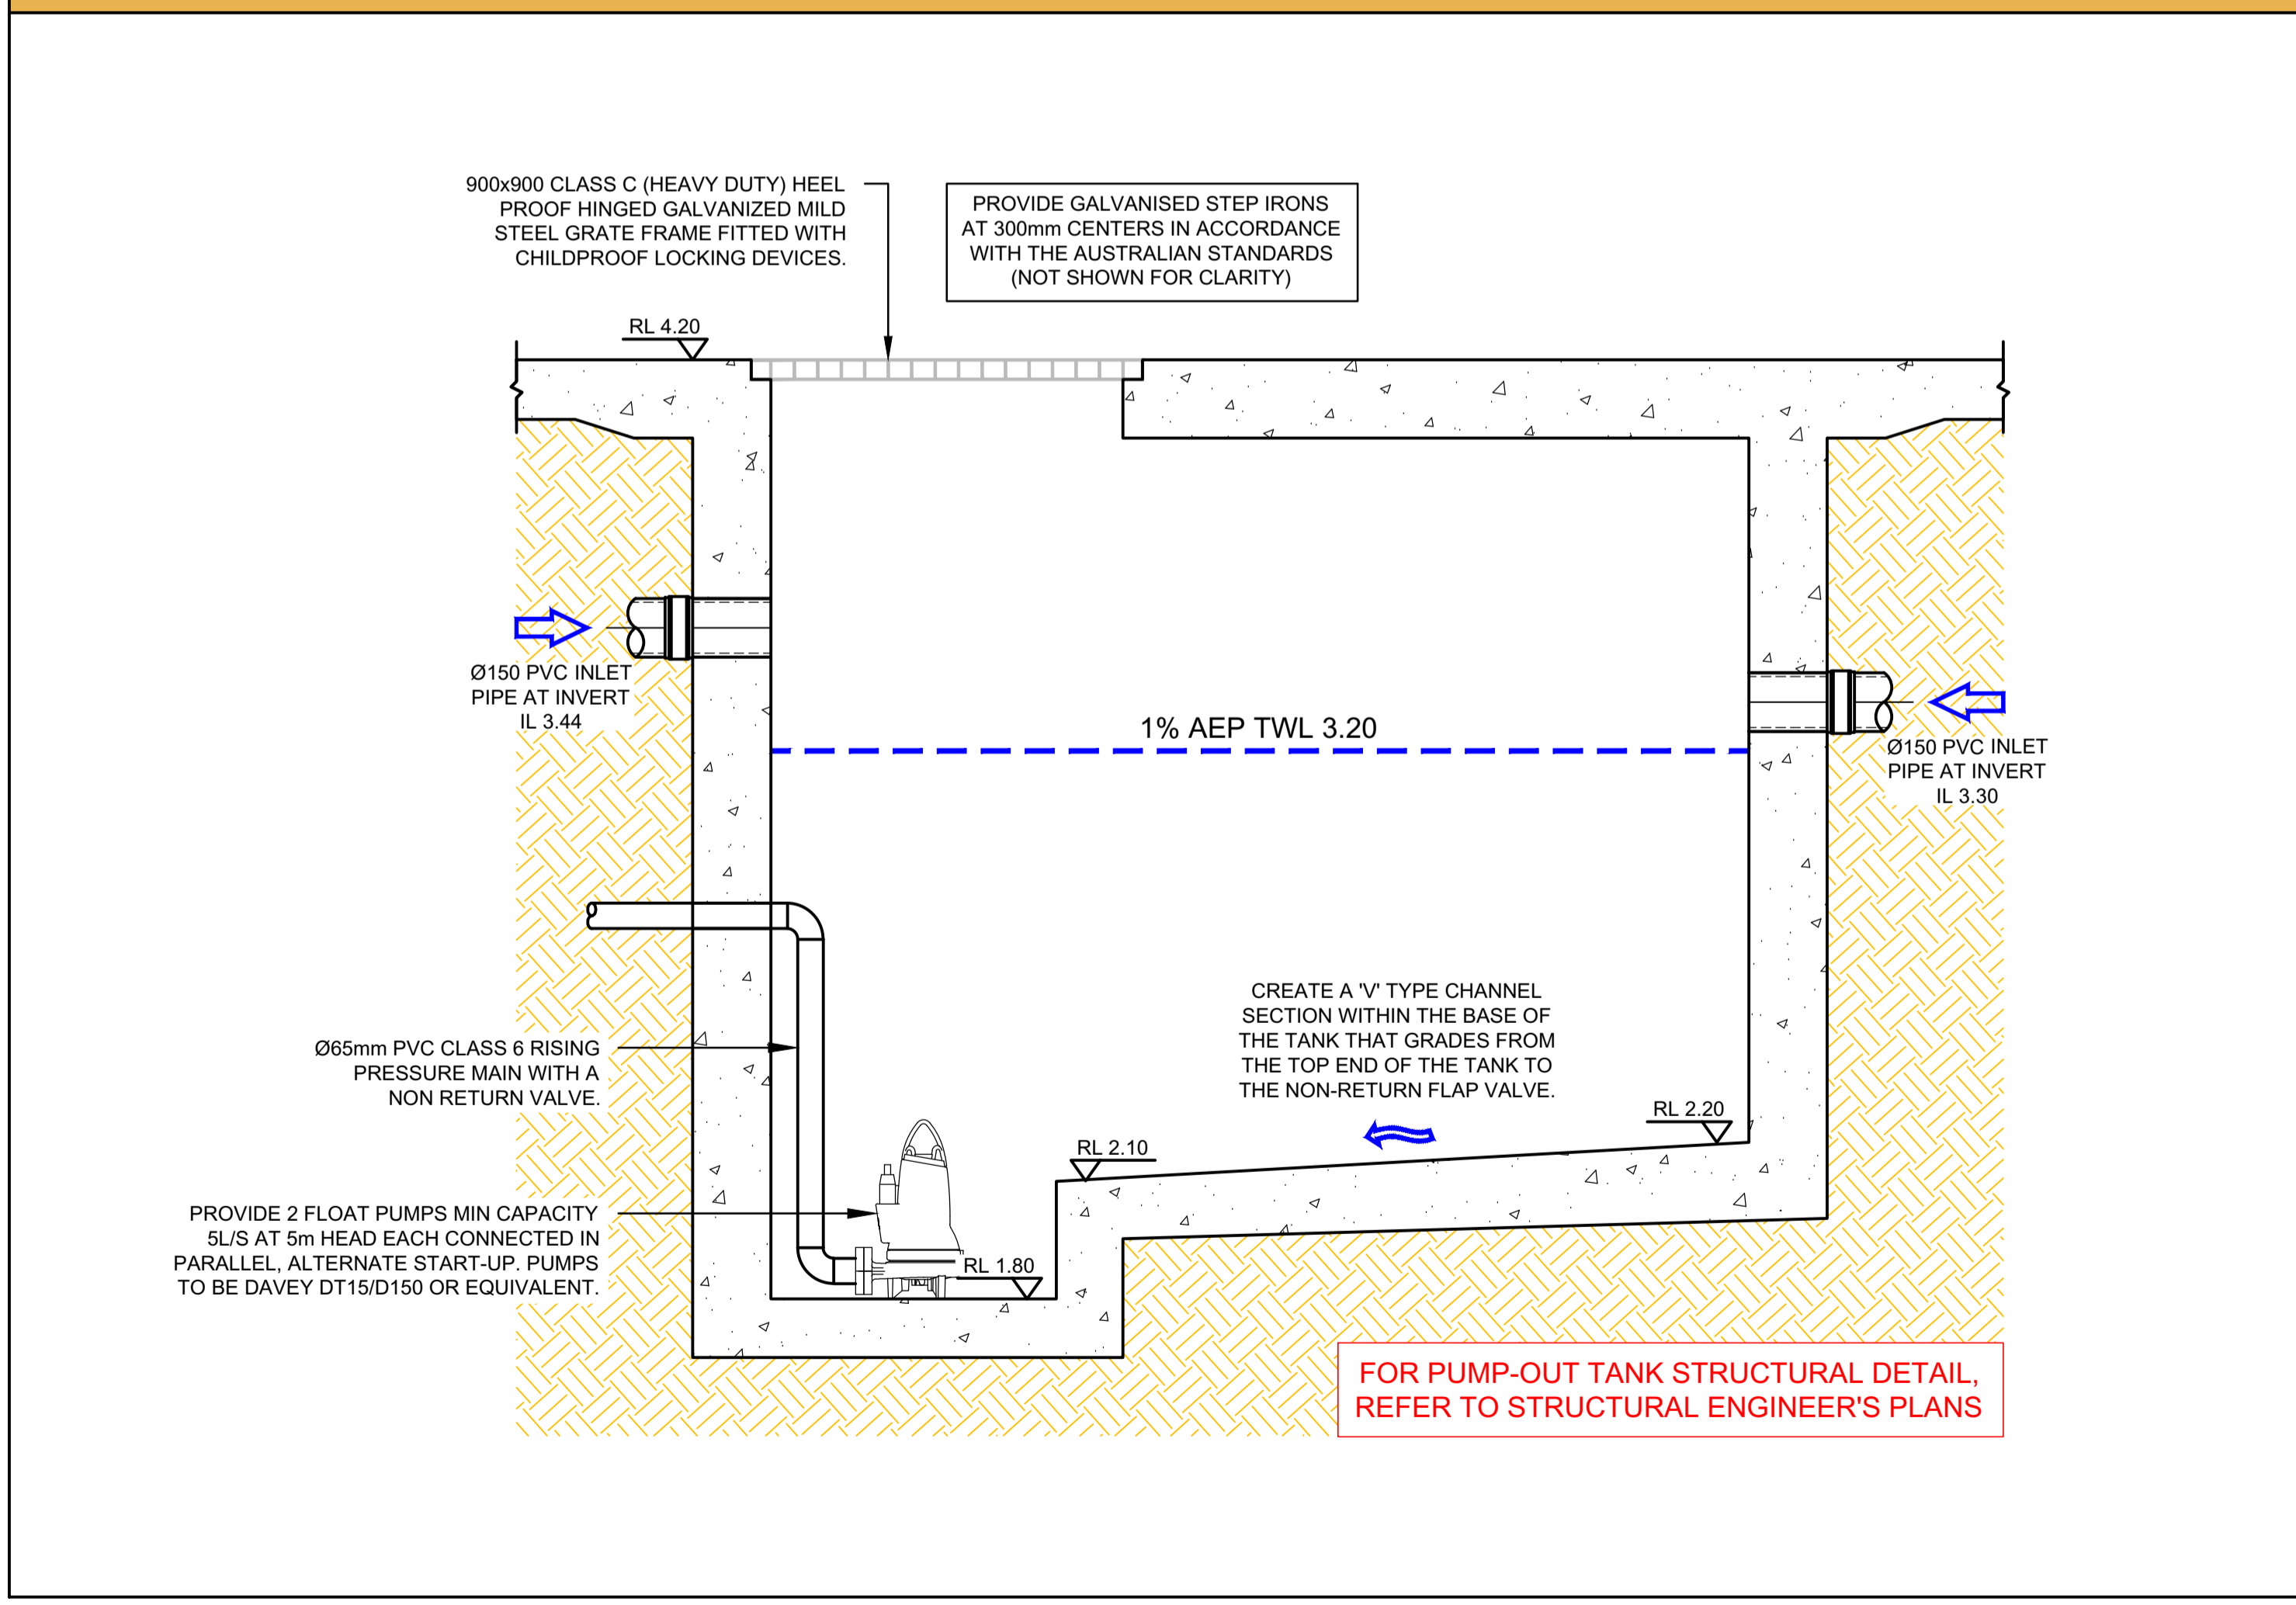 900x900 CLASS C (HEAVY DUTY) HEEL
PROOF HINGED GALVANIZED MILD
STEEL GRATE FRAME FITTED WITH
CHILDPROOF LOCKING DEVICES.
PROVIDE GALVANISED STEP IRONS
AT 300mm CENTERS IN ACCORDANCE
WITH THE AUSTRALIAN STANDARDS
(NOT SHOWN FOR CLARITY)
RL 4.20
Ø150 PVC INLET
PIPE AT INVERT
IL 3.44
1% AEP TWL 3.20
Ø150 PVC INLET
PIPE AT INVERT
IL 3.30
Ø65mm PVC CLASS 6 RISING
PRESSURE MAIN WITH A
NON RETURN VALVE.
CREATE A 'V' TYPE CHANNEL
SECTION WITHIN THE BASE OF
THE TANK THAT GRADES FROM
THE TOP END OF THE TANK TO
THE NON-RETURN FLAP VALVE.
RL 2.20
RL 2.10
PROVIDE 2 FLOAT PUMPS MIN CAPACITY
5L/S AT 5m HEAD EACH CONNECTED IN
PARALLEL, ALTERNATE START-UP. PUMPS
TO BE DAVEY DT15/D150 OR EQUIVALENT.
RL 1.80
FOR PUMP-OUT TANK STRUCTURAL DETAIL,
REFER TO STRUCTURAL ENGINEER'S PLANS